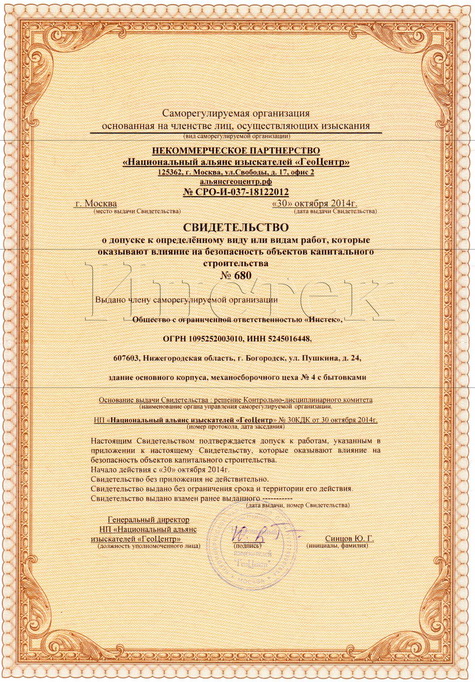 Саморегулируемая организация
основанная на членстве лиц, осуществляющих изыскания
(вид саморегулируемой организации)
НЕКОММЕРЧЕСКОЕ ПАРТНЕРСТВО
«Национальный альянс изыскателей «ГеоЦентр»
125362, г. Москва, ул.Свободы, д. 17, офис 2
альянсгеоцентр.рф
№ СРО-И-037-18122012
г. Москва «30» октября 2014г.
(место выдачи Свидетельства) (дата выдачи Свидетельства)
СВИДЕТЕЛЬСТВО
о допуске к определённому виду или видам работ, которые
оказывают влияние на безопасность объектов капитального
строительства
№ 680
Инстек
Выдано члену саморегулируемой организации
Общество с ограниченной ответственностью «Инстек»,
ОГРН 1095252003010, ИНН 5245016448,
607603, Нижегородская область, г. Богородск, ул. Пушкина, д. 24,
здание основного корпуса, механосборочного цеха № 4 с бытовками
Основание выдачи Свидетельства : решение Контрольно-дисциплинарного комитета
(наименование органа управления саморегулируемой организации.
НП «Национальный альянс изыскателей «ГеоЦентр» № 30КДК от 30 октября 2014г.
(номер протокола, дата заседания)
Настоящим Свидетельством подтверждается допуск к работам, указанным в
приложении к настоящему Свидетельству, которые оказывают влияние на
безопасность объектов капитального строительства.
Начало действия с «30» октября 2014г.
Свидетельство без приложения не действительно.
Свидетельство выдано без ограничения срока и территории его действия.
Свидетельство выдано взамен ранее выданного -----------
(дата выдачи, номер Свидетельства)
Генеральный директор
НП «Национальный альянс
изыскателей «ГеоЦентр» Синцов Ю. Г.
(должность уполномоченного лица) (подпись) (инициалы, фамилия)